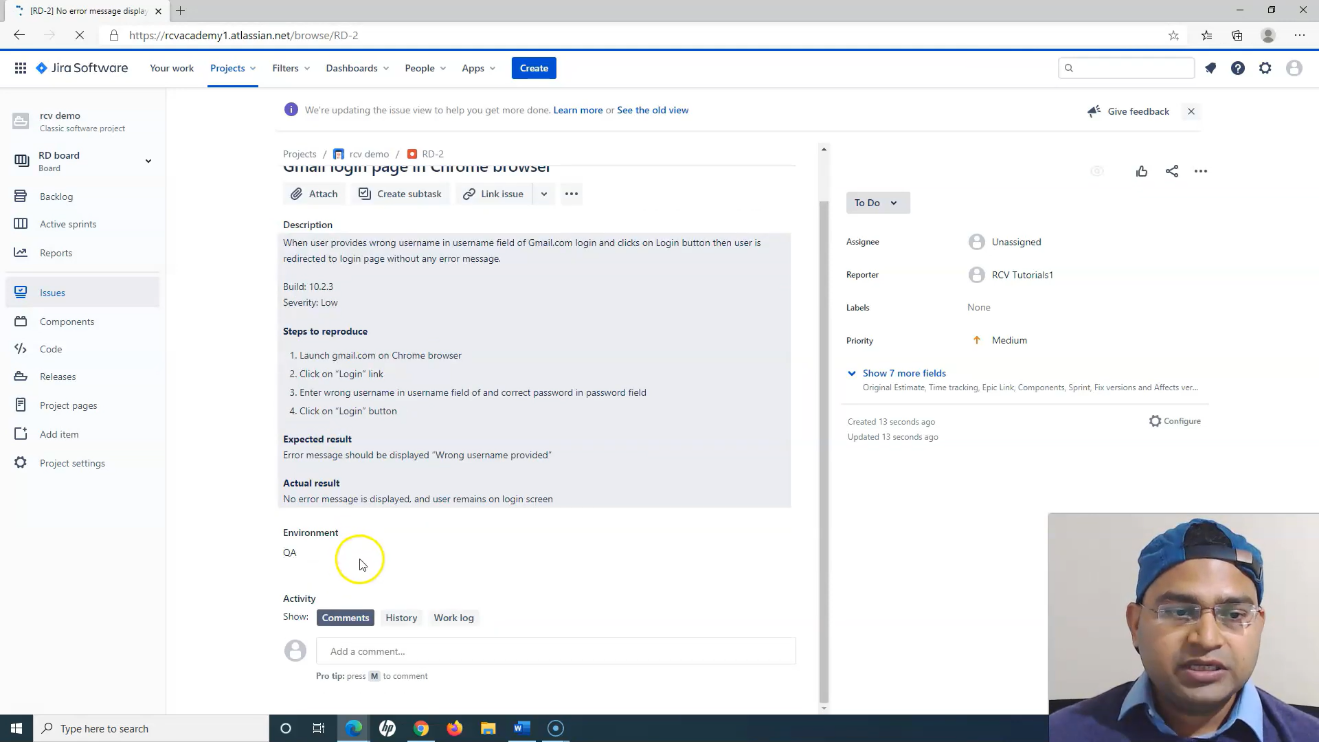 [RD-2] No error message display
https://rcvacademy1.atlassian.net/browse/RD-2
Jira Software
Your work
Projects
Filters
Dashboards
People
Apps
Create
rcv demo
Classic software project
RD board
Board
Backlog
Active sprints
Reports
Issues
Components
Code
Releases
Project pages
Add item
Project settings
We're updating the issue view to help you get more done. Learn more or See the old view
Give feedback
Projects / rcv demo / RD-2
Gmail login page in Chrome browser
Attach
Create subtask
Link issue
Description
When user provides wrong username in username field of Gmail.com login and clicks on Login button then user is
redirected to login page without any error message.
Build: 10.2.3
Severity: Low
Steps to reproduce
1. Launch gmail.com on Chrome browser
2. Click on "Login" link
3. Enter wrong username in username field of and correct password in password field
4. Click on "Login" button
Expected result
Error message should be displayed "Wrong username provided"
Actual result
No error message is displayed, and user remains on login screen
Environment
QA
Activity
Show:
Comments
History
Work log
Add a comment...
Pro tip: press M to comment
To Do
Assignee
Unassigned
Reporter
RCV Tutorials1
Labels
None
Priority
Medium
Show 7 more fields
Original Estimate, Time tracking, Epic Link, Components, Sprint, Fix versions and Affects ver...
Created 13 seconds ago
Updated 13 seconds ago
Configure
Type here to search